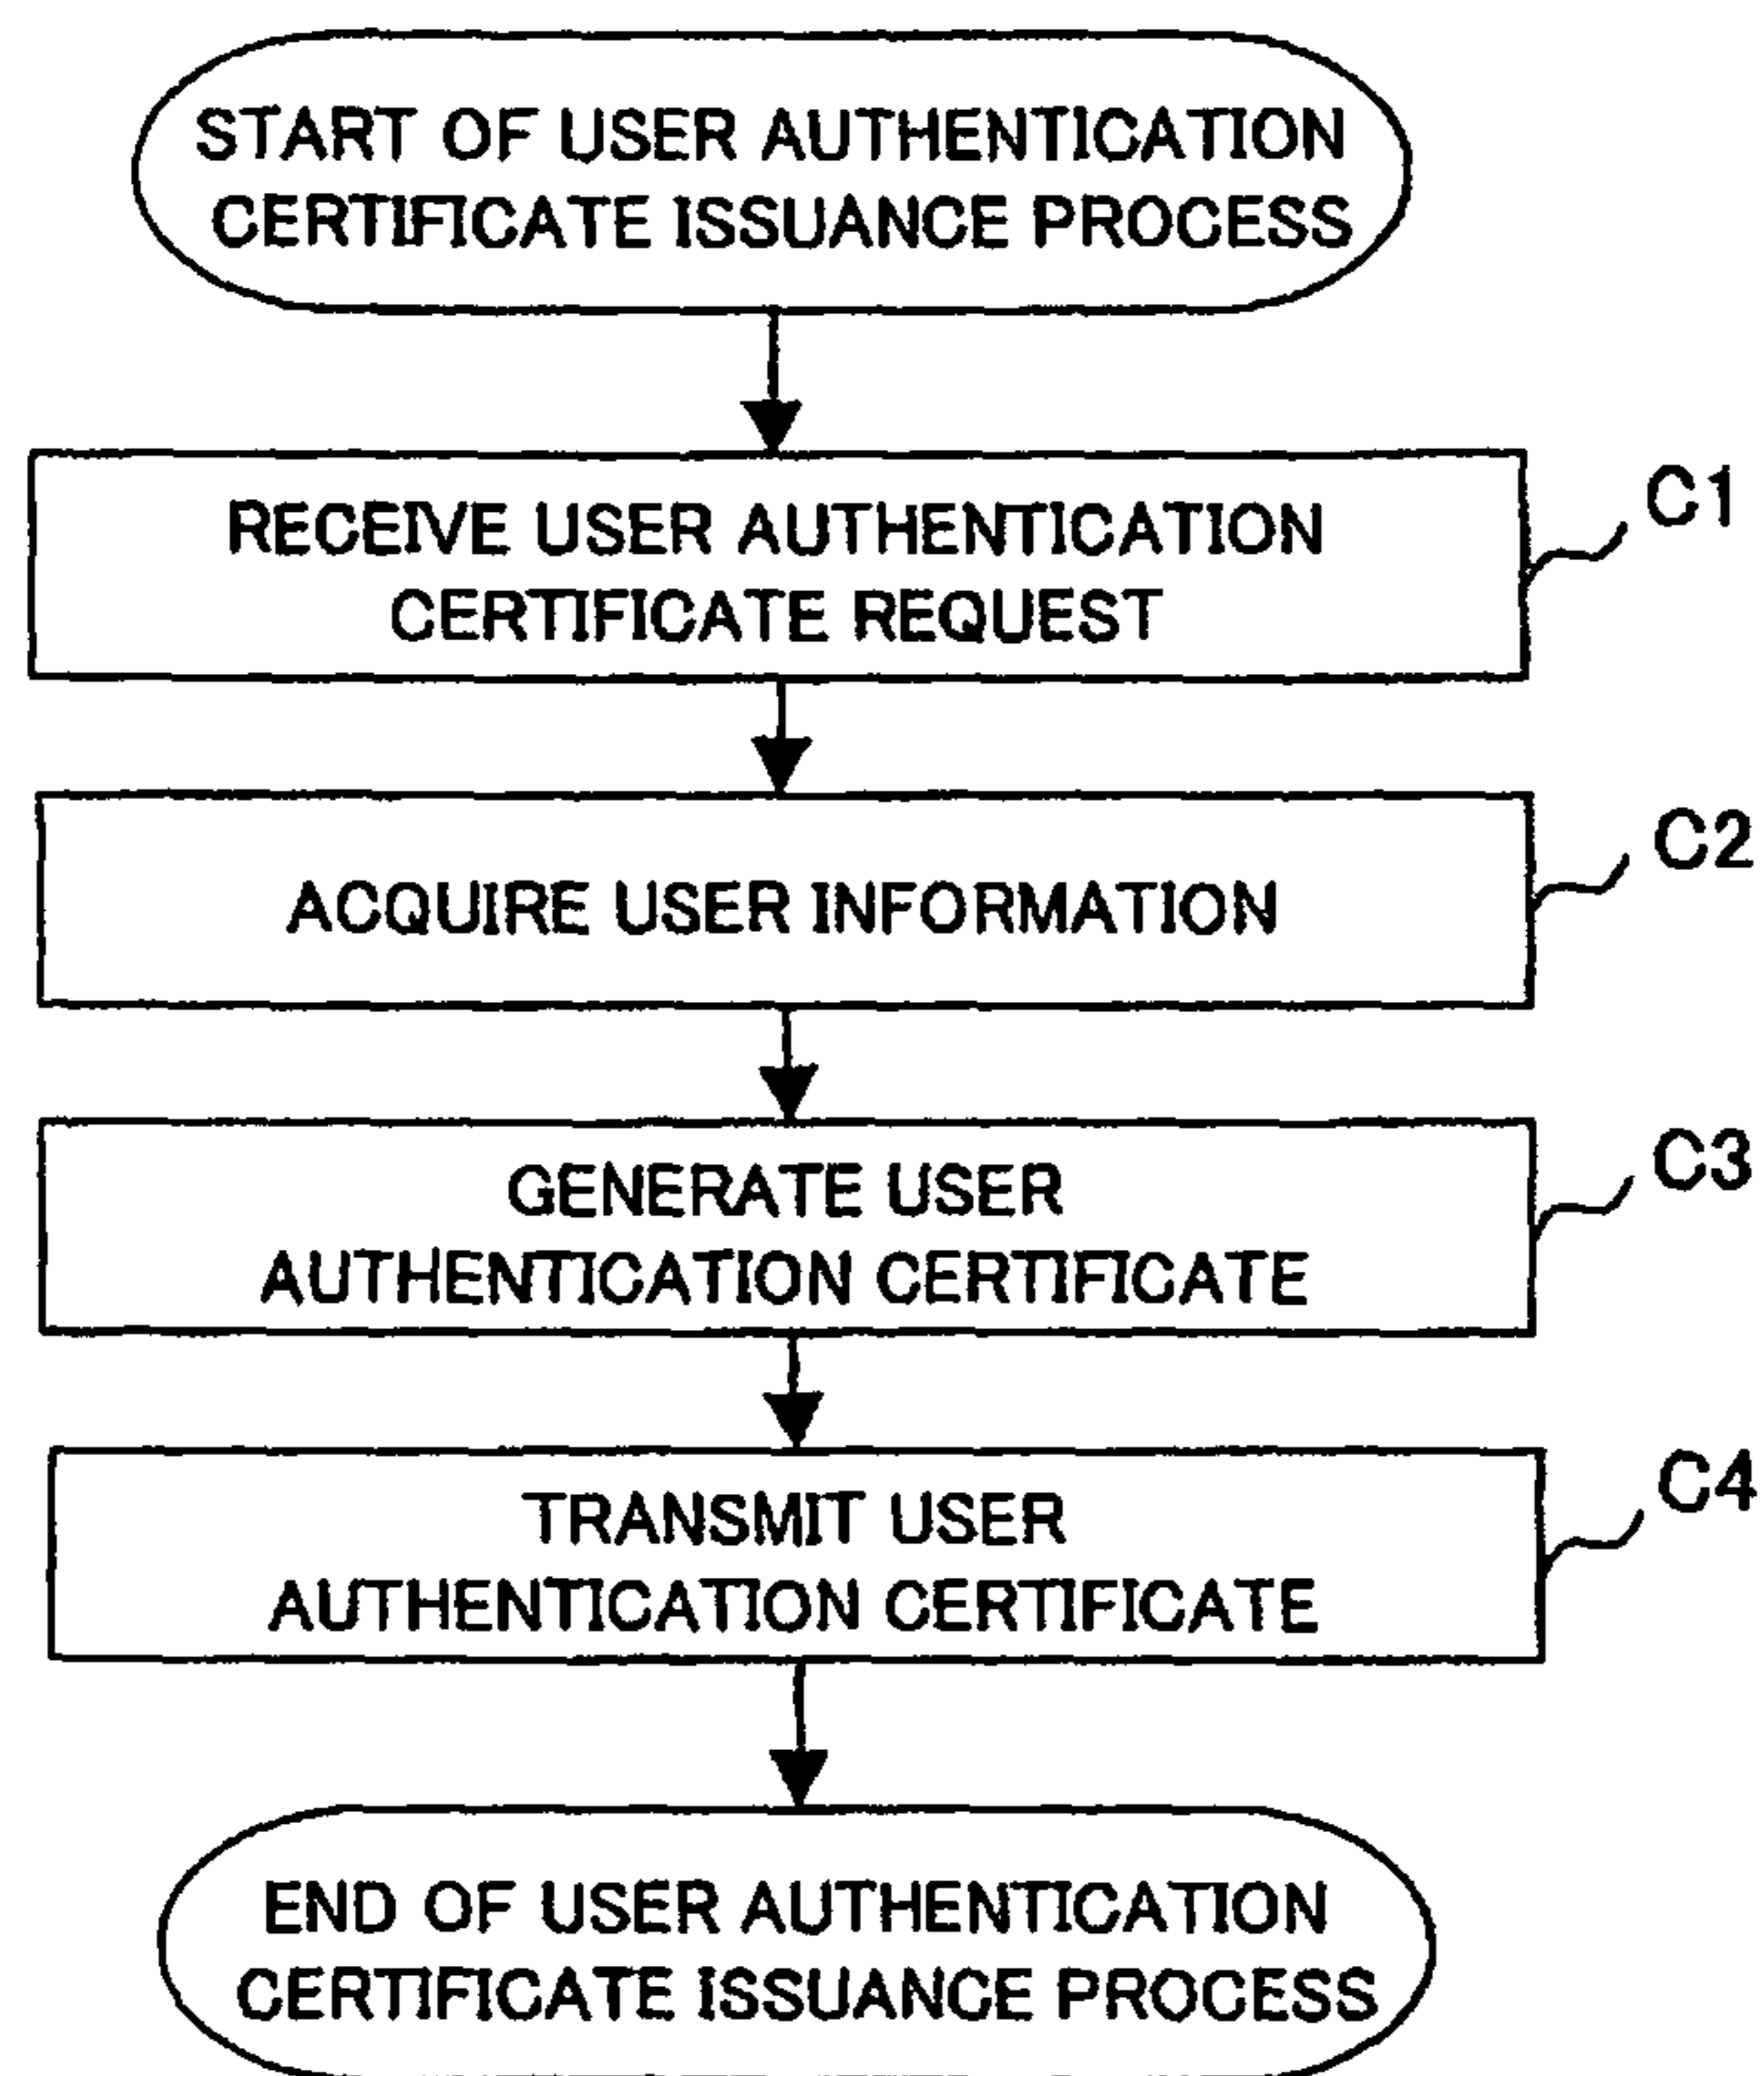 START OF USER AUTHENTICATION
CERTIFICATE ISSUANCE PROCESS
RECEIVE USER AUTHENTICATION
CERTIFICATE REQUEST
C1
ACQUIRE USER INFORMATION
C2
GENERATE USER
AUTHENTICATION CERTIFICATE
C3
TRANSMIT USER
AUTHENTICATION CERTIFICATE
C4
END OF USER AUTHENTICATION
CERTIFICATE ISSUANCE PROCESS